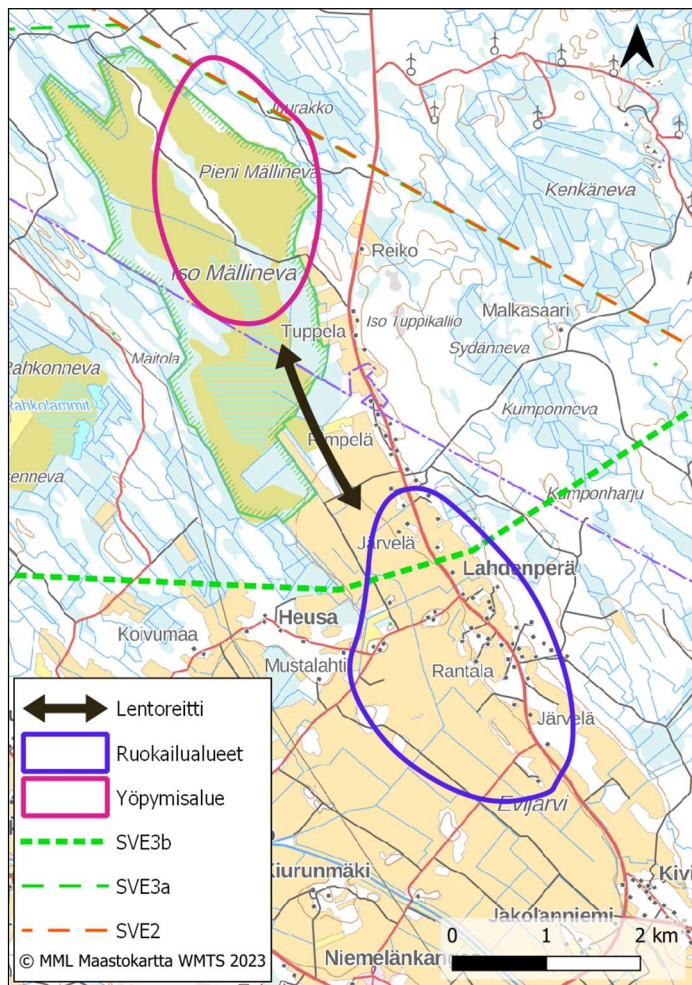 Juurakko
Pieni Mällineva
Kenkäneva
Iso Mällineva
Reiko
Malkasaari
Tuppela
Iso Tuppikallio
Sydänneva
Maitola
Rahkonneva
Rahkolammit
Kumponneva
Pimpelä
Kumponharju
Järvelä
Lahdenperä
Heusa
Koivumaa
Mustalahti
Rantala
Järvelä
Evijärvi
Kiurunmäki
Jakolanniemi
Lentoreitti
Ruokailualueet
Yöpymisalue
SVE3b
SVE3a
SVE2
0 1 2 km
© MML Maastokartta WMTS 2023